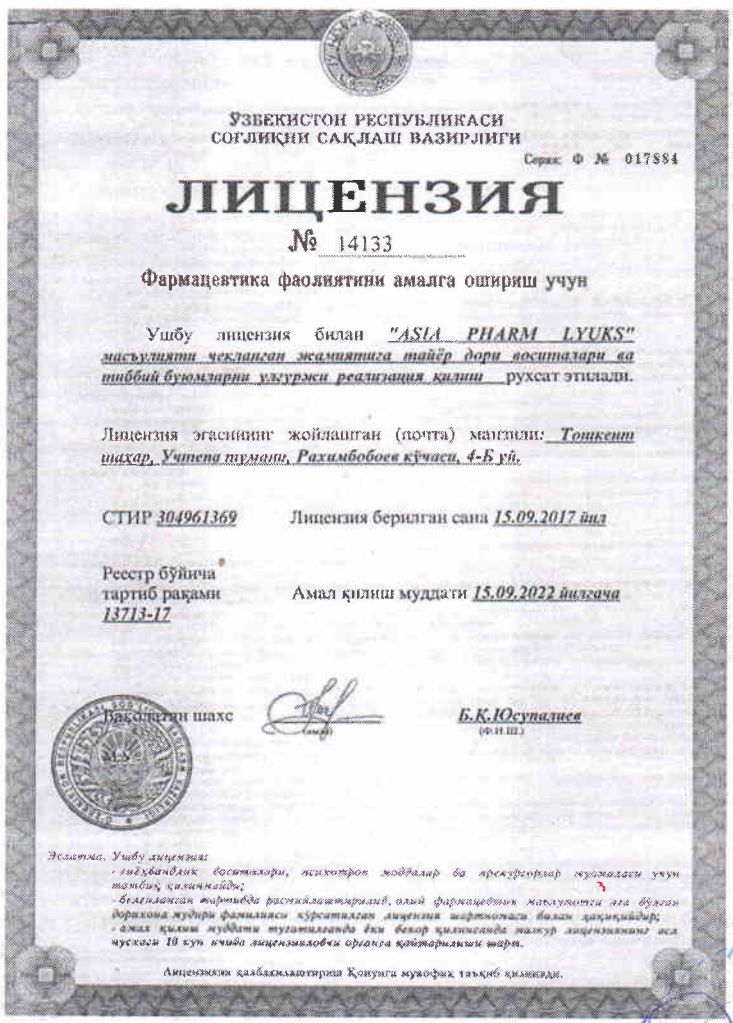 ЎЗБЕКИСТОН РЕСПУБЛИКАСИ
СОҒЛИҚНИ САҚЛАШ ВАЗИРЛИГИ
Серия: Ф № 017884
ЛИЦЕНЗИЯ
№ 14133
Фармацевтика фаолиятини амалга ошириш учун
Ушбу лицензия билан "ASIA PHARM LYUKS"
масъулияти чекланган жамиятига тайёр дори воситалари ва
тиббий буюмларни улгуржи реализация қилиш рухсат этилади.
Лицензия эгасининг жойлашган (почта) манзили: Тошкент
шаҳар, Учтепа тумани, Рахимбобоев кўчаси, 4-Б уй.
СТИР 304961369 Лицензия берилган сана 15.09.2017 йил
Реестр бўйича
тартиб рақами Амал қилиш муддати 15.09.2022 йилгача
13713-17
Ваколатли шахс Б.Қ.Юсупалиев
(имзо) (Ф.И.Ш.)
М.Ў.
Эслатма. Ушбу лицензия:
- гиёҳвандлик воситалари, психотроп моддалар ва прекурсорлар муомаласи учун
татбиқ қилинмайди;
- белгиланган тартибда расмийлаштирилиб, олий фармацевтик маълумотга эга бўлган
дорихона мудири фамилияси кўрсатилган лицензия шартномаси билан ҳақиқийдир;
- амал қилиш муддати тугатилганда ёки бекор қилинганда мазкур лицензиянинг асл
нусхаси 10 кун ичида лицензияловчи органга қайтарилиши шарт.
Лицензияни қалбакилаштириш Қонунга мувофиқ таъқиб қилинади.